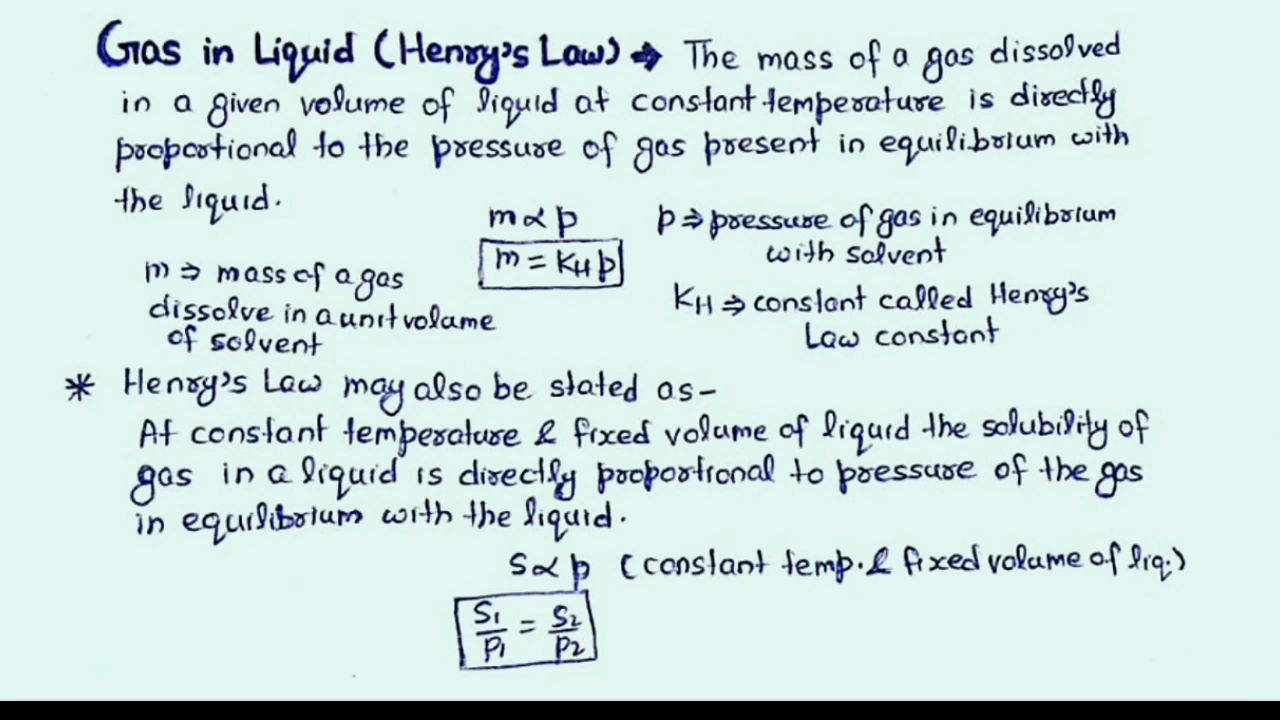 Gas in Liquid (Henry's Law) → The mass of a gas dissolved
in a given volume of liquid at constant temperature is directly
proportional to the pressure of gas present in equilibrium with
the liquid.
m ∝ p
m = KH p
p ⇒ pressure of gas in equilibrium
with solvent
m ⇒ mass of a gas
dissolve in a unit volume
of solvent
KH ⇒ constant called Henry's
Law constant
* Henry's Law may also be stated as-
At constant temperature & fixed volume of liquid the solubility of
gas in a liquid is directly proportional to pressure of the gas
in equilibrium with the liquid.
S ∝ p (constant temp. & fixed volume of liq.)
S1/P1 = S2/P2